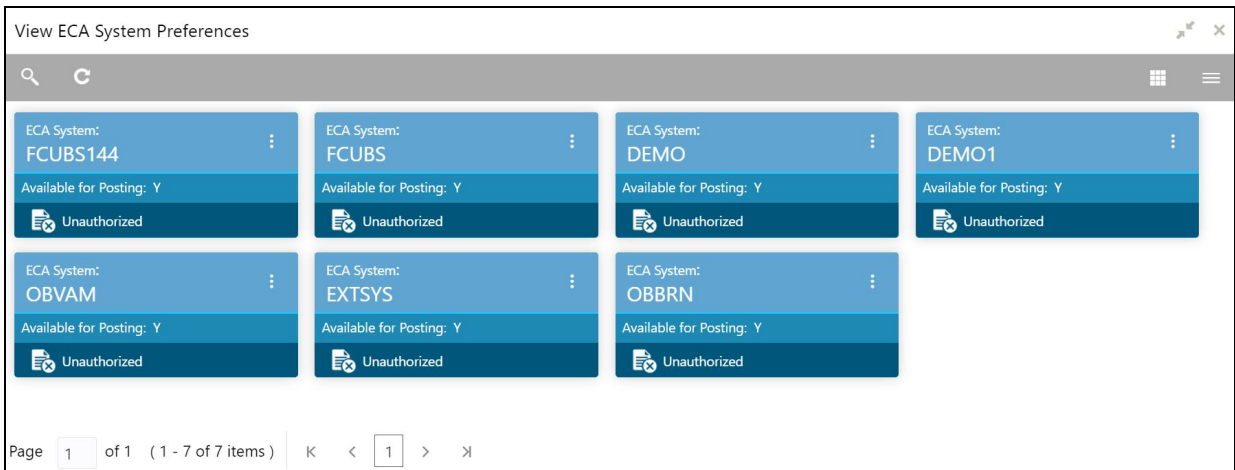 View ECA System Preferences
ECA System:
FCUBS144
Available for Posting: Y
Unauthorized
ECA System:
FCUBS
Available for Posting: Y
Unauthorized
ECA System:
DEMO
Available for Posting: Y
Unauthorized
ECA System:
DEMO1
Available for Posting: Y
Unauthorized
ECA System:
OBVAM
Available for Posting: Y
Unauthorized
ECA System:
EXTSYS
Available for Posting: Y
Unauthorized
ECA System:
OBBRN
Available for Posting: Y
Unauthorized
Page 1 of 1 ( 1 - 7 of 7 items ) 1